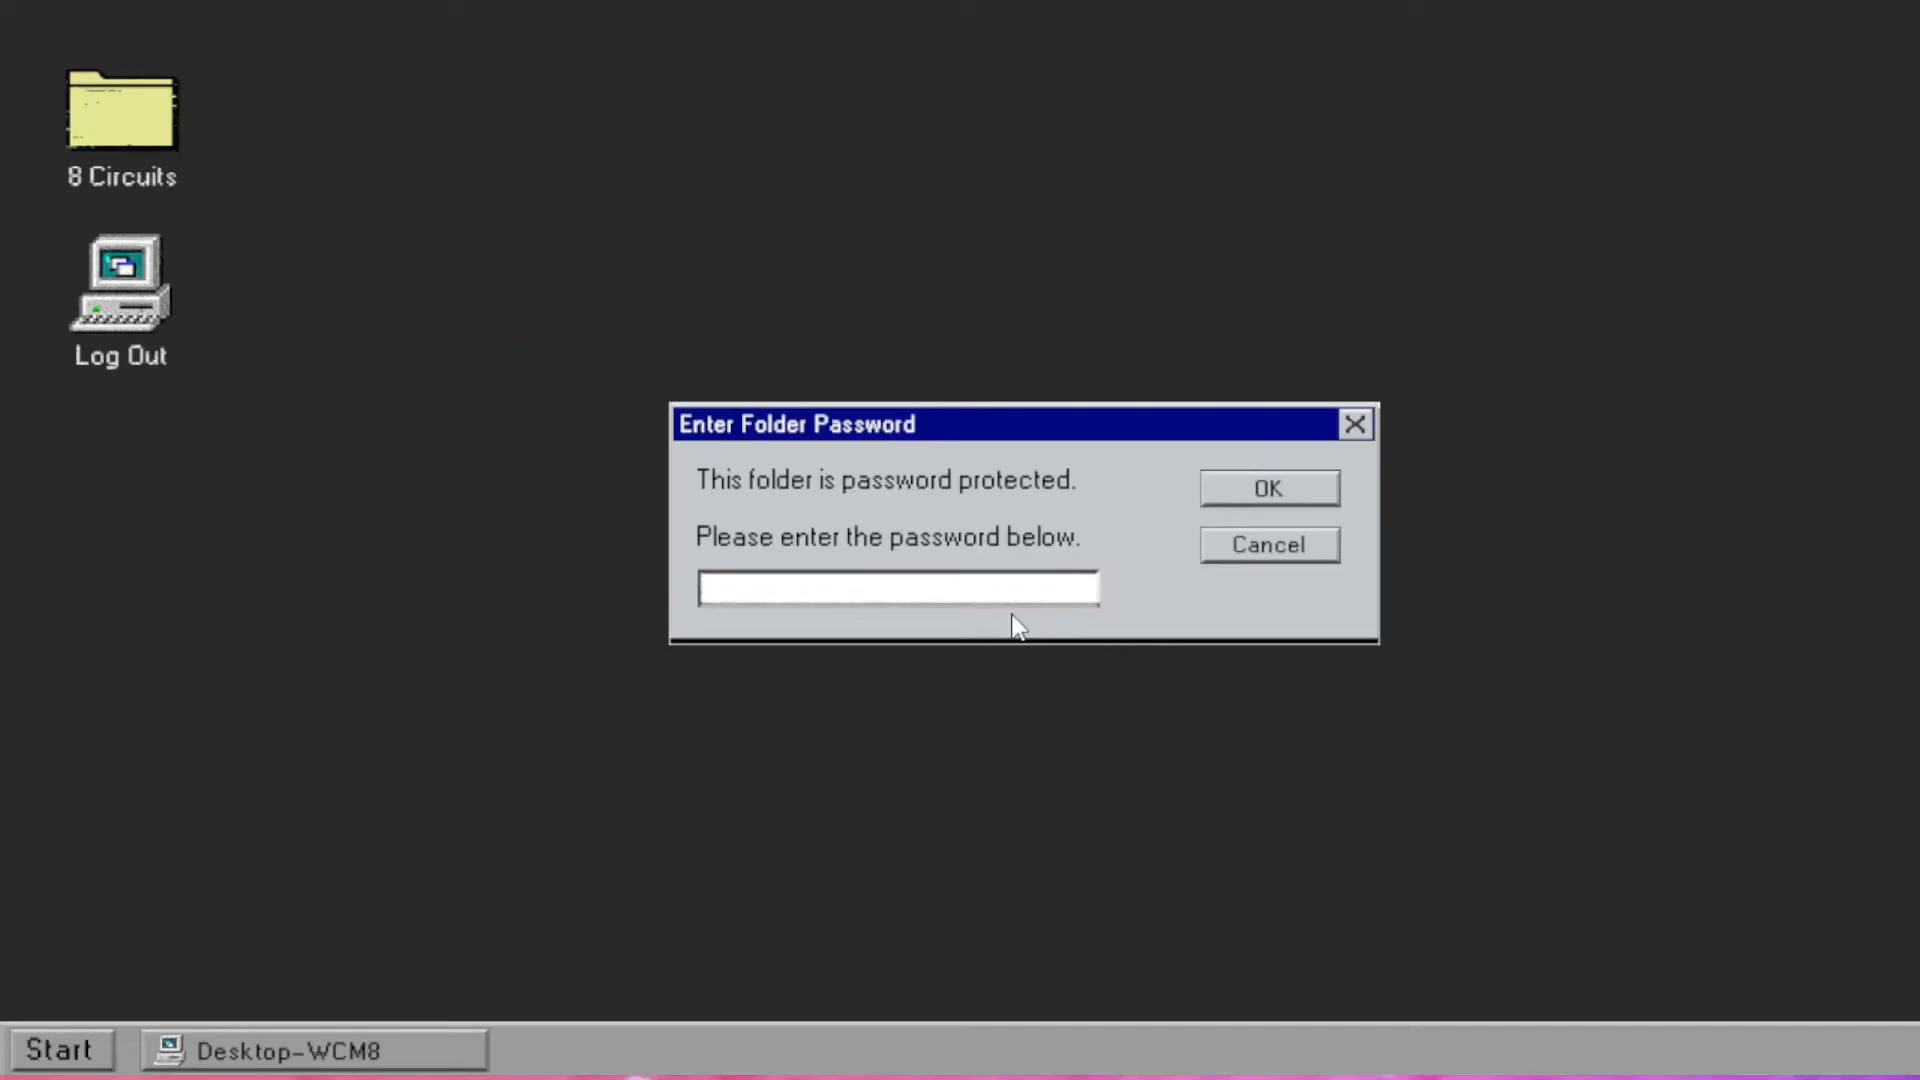 8 Circuits
Log Out
Enter Folder Password
This folder is password protected.
OK
Please enter the password below.
Cancel
Start
Desktop-WCM8